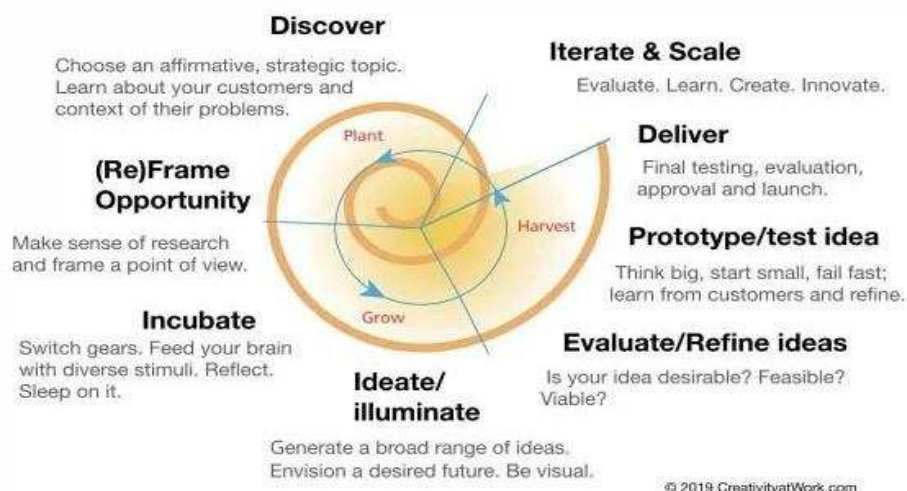 Discover
Choose an affirmative, strategic topic.
Learn about your customers and
context of their problems.
(Re)Frame
Opportunity
Make sense of research
and frame a point of view.
Incubate
Switch gears. Feed your brain
with diverse stimuli. Reflect.
Sleep on it.
Ideate/
illuminate
Generate a broad range of ideas.
Envision a desired future. Be visual.
Evaluate/Refine ideas
Is your idea desirable? Feasible?
Viable?
Prototype/test idea
Think big, start small, fail fast;
learn from customers and refine.
Deliver
Final testing, evaluation,
approval and launch.
Iterate & Scale
Evaluate. Learn. Create. Innovate.
Plant
Grow
Harvest
© 2019 CreativityatWork.com